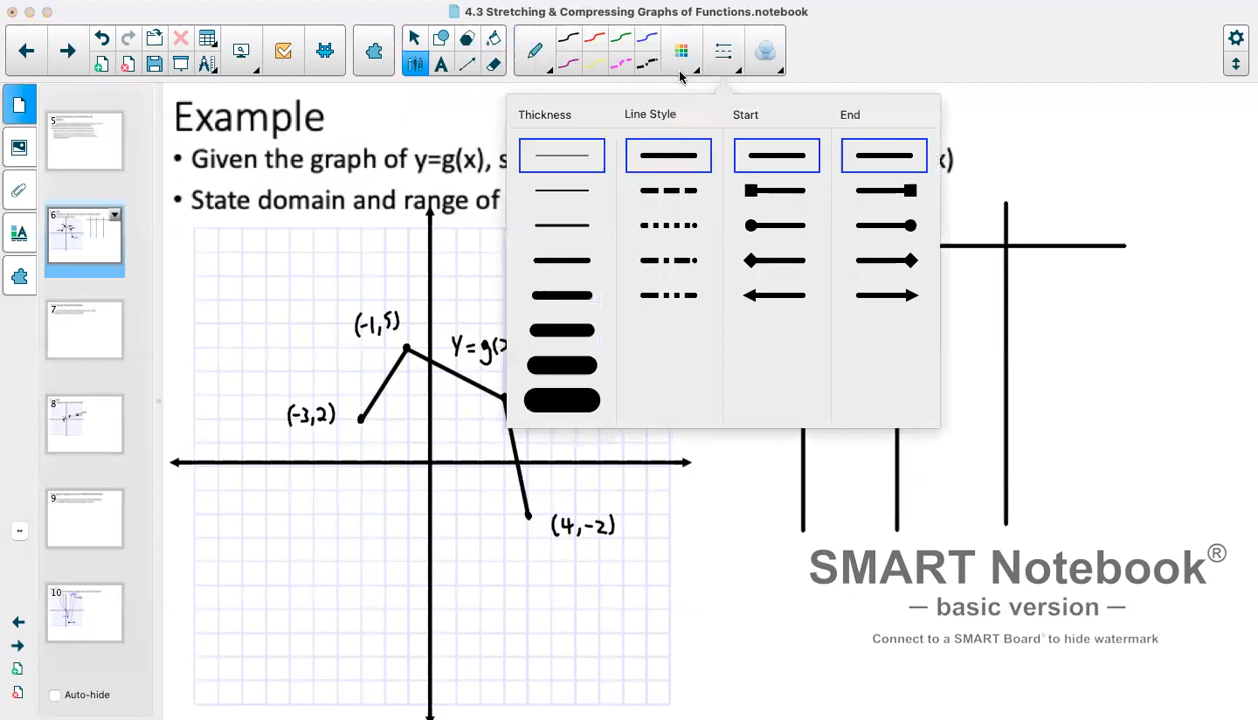 4.3 Stretching & Compressing Graphs of Functions.notebook
Thickness Line Style Start End
5
6
7
8
9
10
Auto-hide
Example
• Given the graph of y=g(x), s x)
• State domain and range of
(-1,5)
Y = g(
(-3,2)
(4,-2)
SMART Notebook®
— basic version —
Connect to a SMART Board® to hide watermark